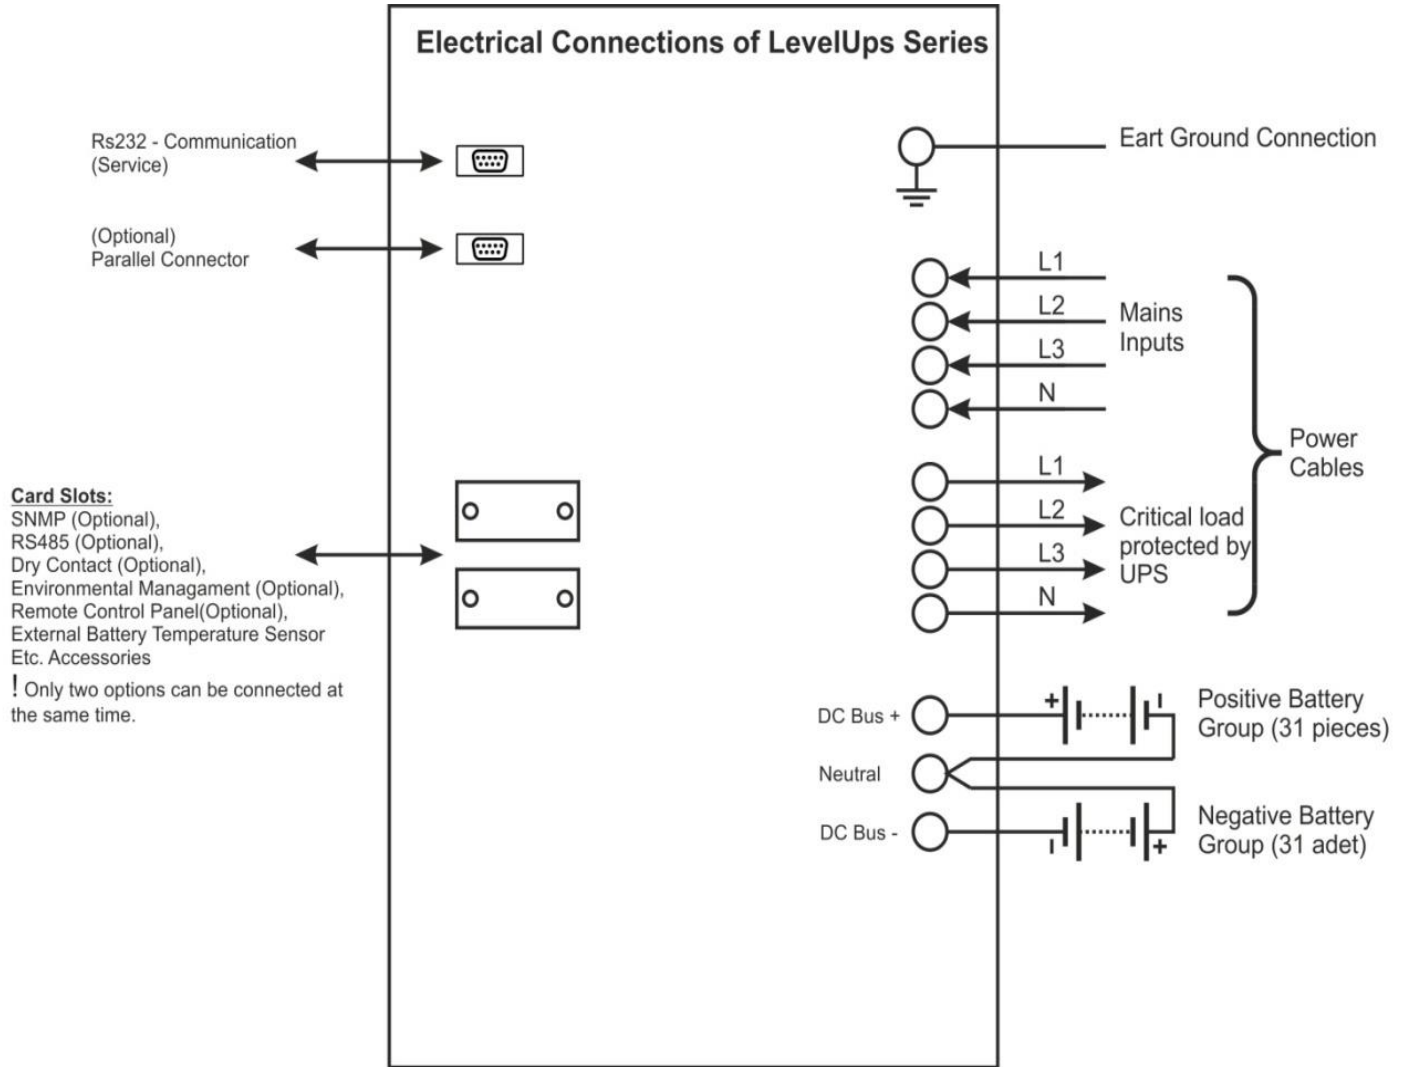 Electrical Connections of LevelUps Series
Rs232 - Communication
(Service)
(Optional)
Parallel Connector
Card Slots:
SNMP (Optional),
RS485 (Optional),
Dry Contact (Optional),
Environmental Managament (Optional),
Remote Control Panel(Optional),
External Battery Temperature Sensor
Etc. Accessories
! Only two options can be connected at
the same time.
Eart Ground Connection
L1
L2
L3
N
Mains
Inputs
L1
L2
L3
N
Critical load
protected by
UPS
Power
Cables
DC Bus +
Neutral
DC Bus -
+ -
Positive Battery
Group (31 pieces)
- +
Negative Battery
Group (31 adet)